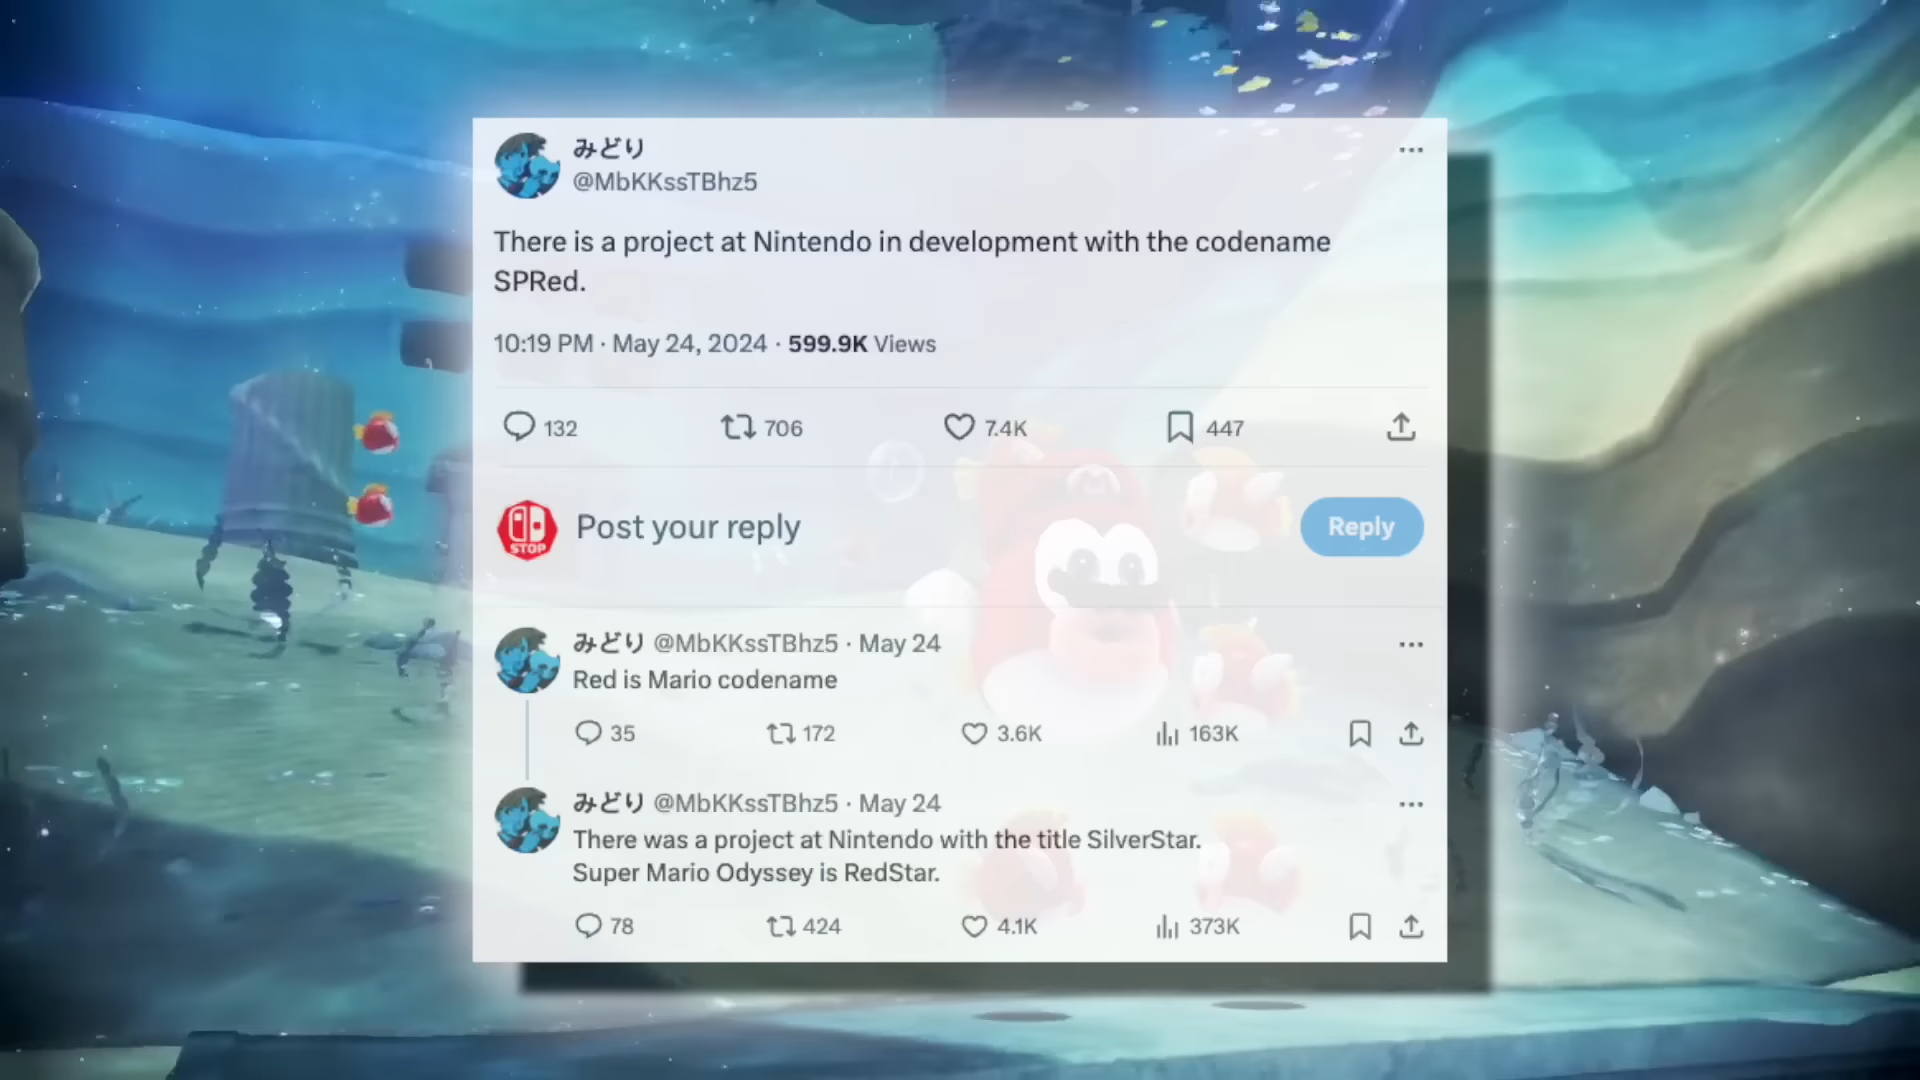 みどり
@MbKKssTBhz5
There is a project at Nintendo in development with the codename
SPRed.
10:19 PM · May 24, 2024 · 599.9K Views
132 706 7.4K 447
STOP
Post your reply
Reply
みどり @MbKKssTBhz5 · May 24
Red is Mario codename
35 172 3.6K 163K
みどり @MbKKssTBhz5 · May 24
There was a project at Nintendo with the title SilverStar.
Super Mario Odyssey is RedStar.
78 424 4.1K 373K